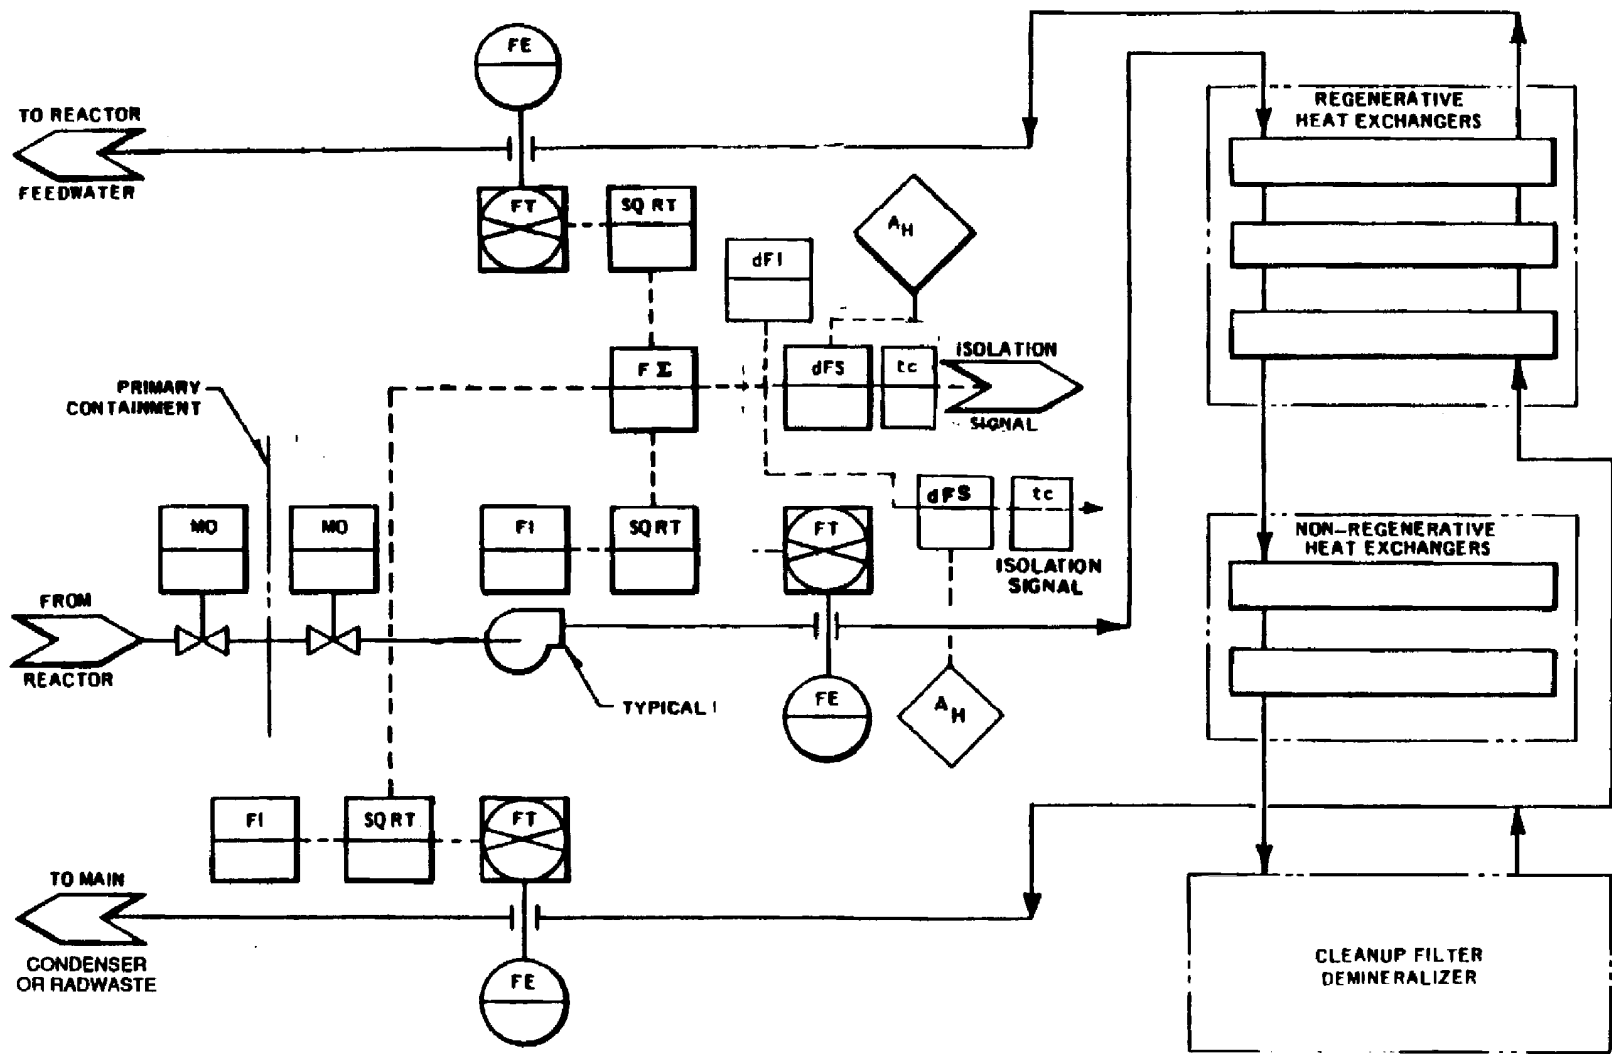 FE
TO REACTOR
FEEDWATER
FT
SQ RT
REGENERATIVE
HEAT EXCHANGERS
A H
dFI
PRIMARY
CONTAINMENT
F Σ
dFS
tc
ISOLATION
SIGNAL
MO
MO
FI
SQ RT
FT
dFS
tc
ISOLATION
SIGNAL
NON-REGENERATIVE
HEAT EXCHANGERS
FROM
REACTOR
TYPICAL
FE
A H
FI
SQ RT
FT
TO MAIN
CONDENSER
OR RADWASTE
FE
CLEANUP FILTER
DEMINERALIZER